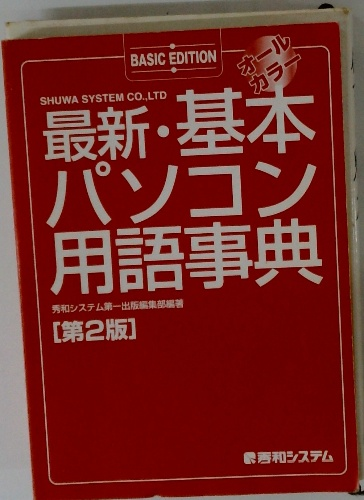 BASIC EDITION
オール
カラー
SHUWA SYSTEM CO.,LTD
最新・基本
パソコン
用語事典
秀和システム第一出版編集部編著
［第2版］
秀和システム